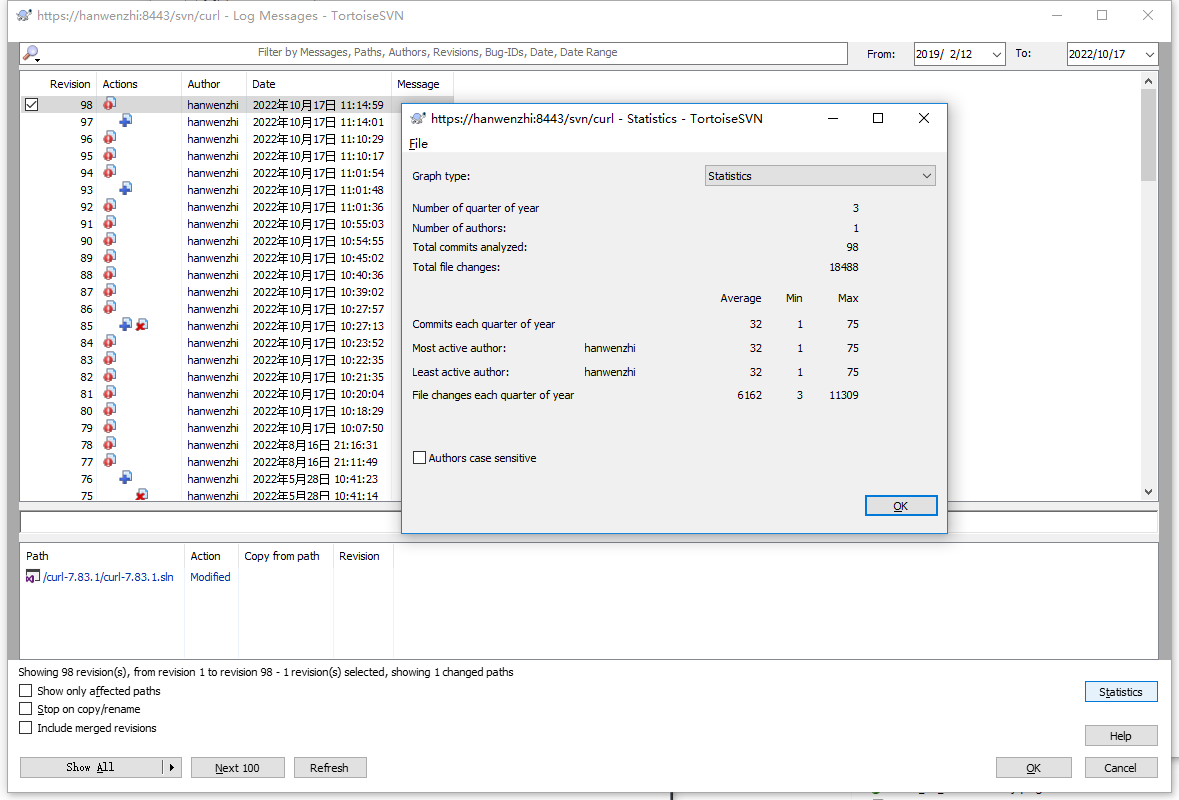 https://hanwenzhi:8443/svn/curl - Log Messages - TortoiseSVN
Filter by Messages, Paths, Authors, Revisions, Bug-IDs, Date, Date Range
From: 2019/ 2/12 To: 2022/10/17
Revision Actions Author Date Message
98 hanwenzhi 2022年10月17日 11:14:59
97 hanwenzhi 2022年10月17日 11:14:01
96 hanwenzhi 2022年10月17日 11:10:29
95 hanwenzhi 2022年10月17日 11:10:17
94 hanwenzhi 2022年10月17日 11:01:54
93 hanwenzhi 2022年10月17日 11:01:48
92 hanwenzhi 2022年10月17日 11:01:36
91 hanwenzhi 2022年10月17日 10:55:03
90 hanwenzhi 2022年10月17日 10:54:55
89 hanwenzhi 2022年10月17日 10:45:02
88 hanwenzhi 2022年10月17日 10:40:36
87 hanwenzhi 2022年10月17日 10:39:02
86 hanwenzhi 2022年10月17日 10:27:57
85 hanwenzhi 2022年10月17日 10:27:13
84 hanwenzhi 2022年10月17日 10:23:52
83 hanwenzhi 2022年10月17日 10:22:35
82 hanwenzhi 2022年10月17日 10:21:35
81 hanwenzhi 2022年10月17日 10:20:04
80 hanwenzhi 2022年10月17日 10:18:29
79 hanwenzhi 2022年10月17日 10:07:50
78 hanwenzhi 2022年8月16日 21:16:31
77 hanwenzhi 2022年8月16日 21:11:49
76 hanwenzhi 2022年5月28日 10:41:23
75 hanwenzhi 2022年5月28日 10:41:14
https://hanwenzhi:8443/svn/curl - Statistics - TortoiseSVN
File
Graph type: Statistics
Number of quarter of year 3
Number of authors: 1
Total commits analyzed: 98
Total file changes: 18488
Average Min Max
Commits each quarter of year 32 1 75
Most active author: hanwenzhi 32 1 75
Least active author: hanwenzhi 32 1 75
File changes each quarter of year 6162 3 11309
Authors case sensitive
OK
Path Action Copy from path Revision
/curl-7.83.1/curl-7.83.1.sln Modified
Showing 98 revision(s), from revision 1 to revision 98 - 1 revision(s) selected, showing 1 changed paths
Show only affected paths
Stop on copy/rename
Include merged revisions
Statistics
Help
Show All Next 100 Refresh OK Cancel